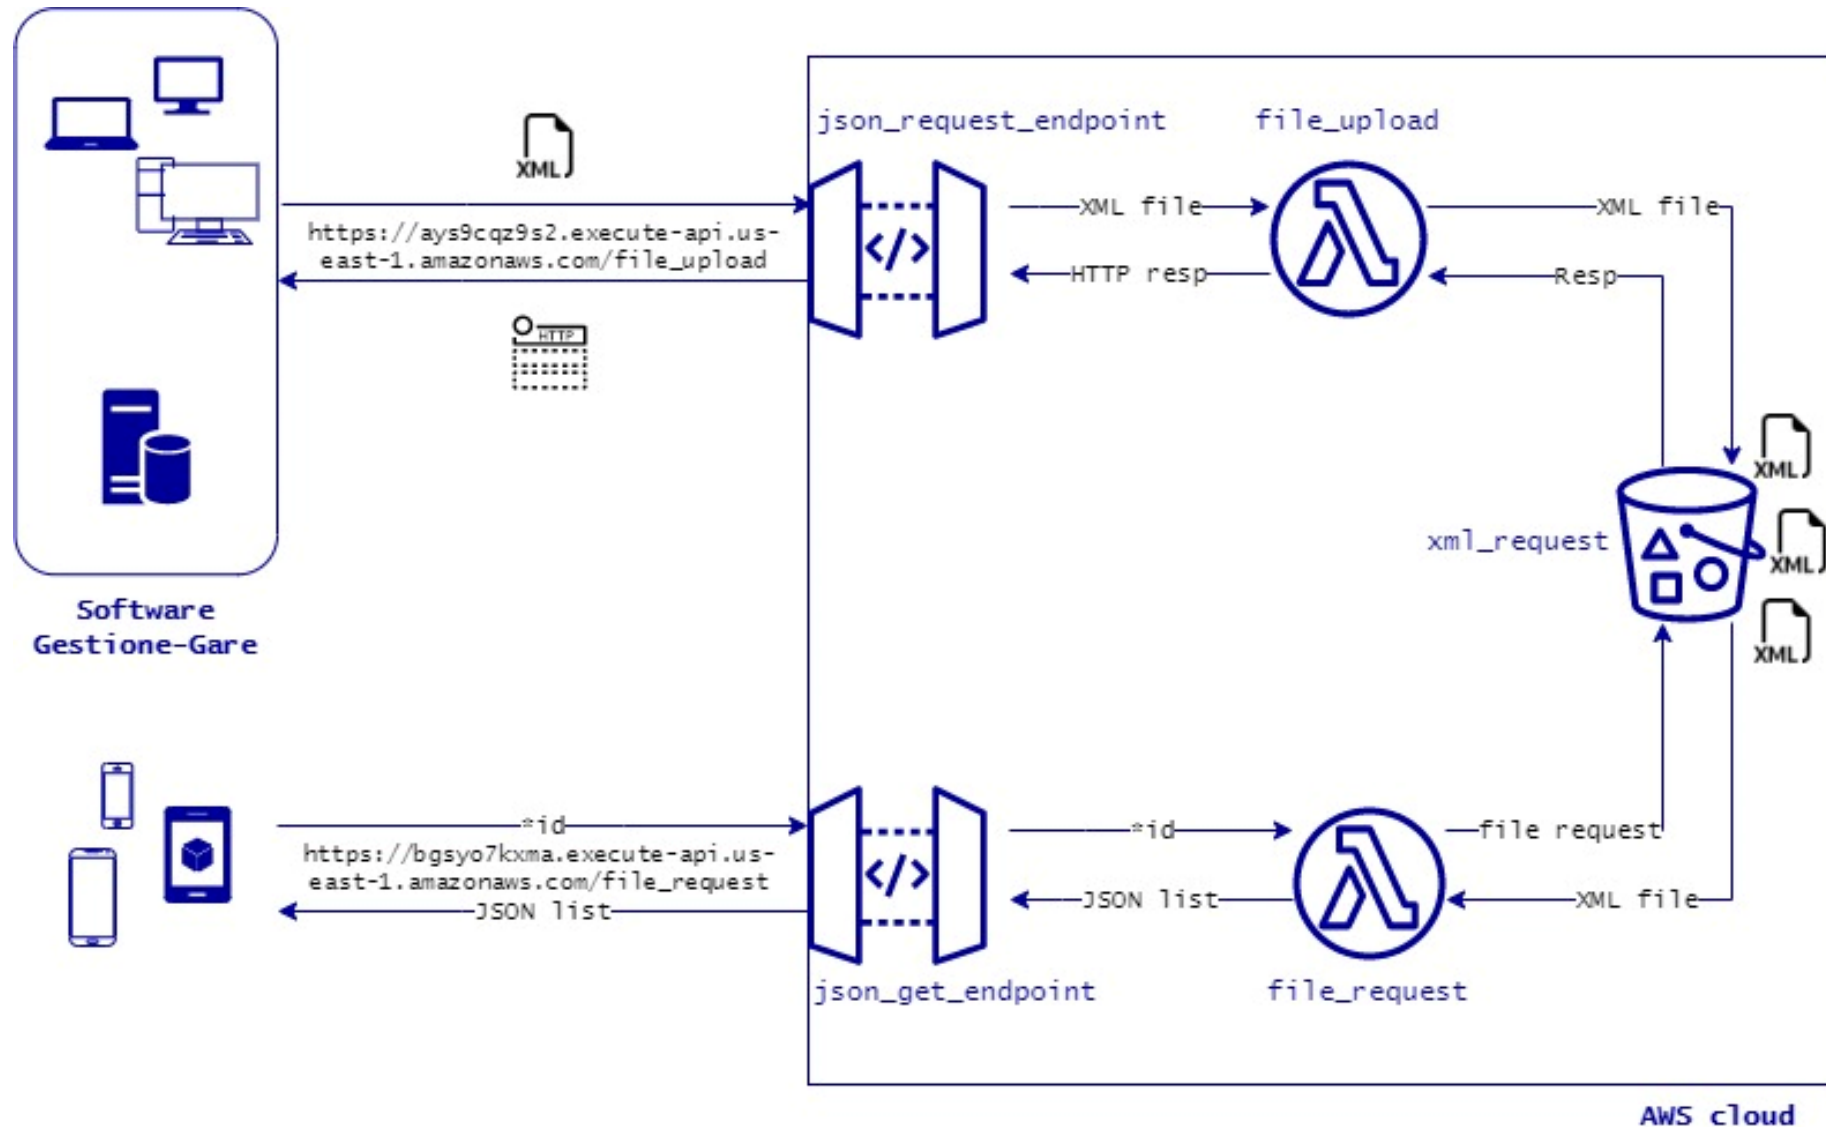 json_request_endpoint
file_upload
XML
XML file
XML file
https://ays9cqz9s2.execute-api.us-
east-1.amazonaws.com/file_upload
HTTP resp
Resp
HTTP
XML
xml_request
XML
XML
Software
Gestione-Gare
*id
*id
file request
https://bgsyo7kxma.execute-api.us-
east-1.amazonaws.com/file_request
JSON list
JSON list
XML file
json_get_endpoint
file_request
AWS cloud